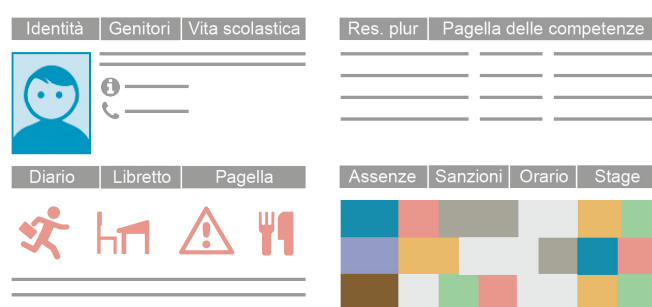 Identità Genitori Vita scolastica
Res. plur Pagella delle competenze
Diario Libretto Pagella
Assenze Sanzioni Orario Stage